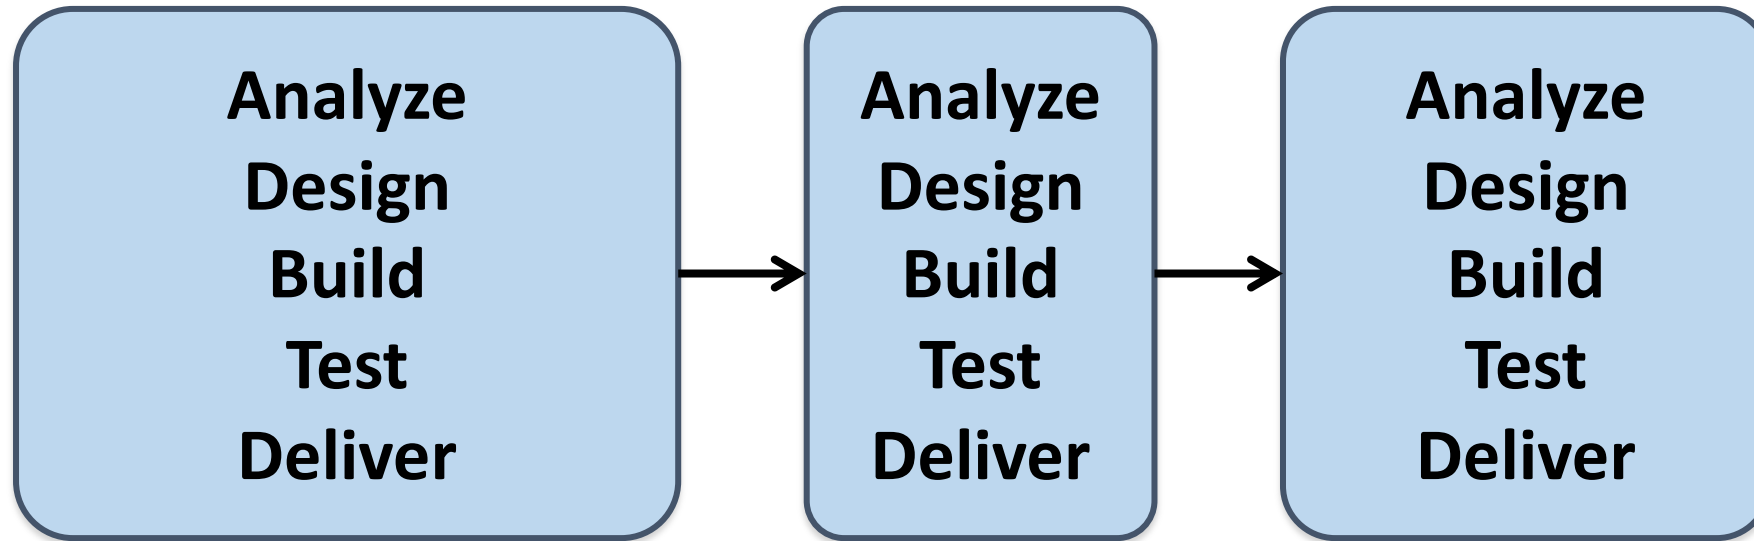 Analyze
Design
Build
Test
Deliver
Analyze
Design
Build
Test
Deliver
Analyze
Design
Build
Test
Deliver